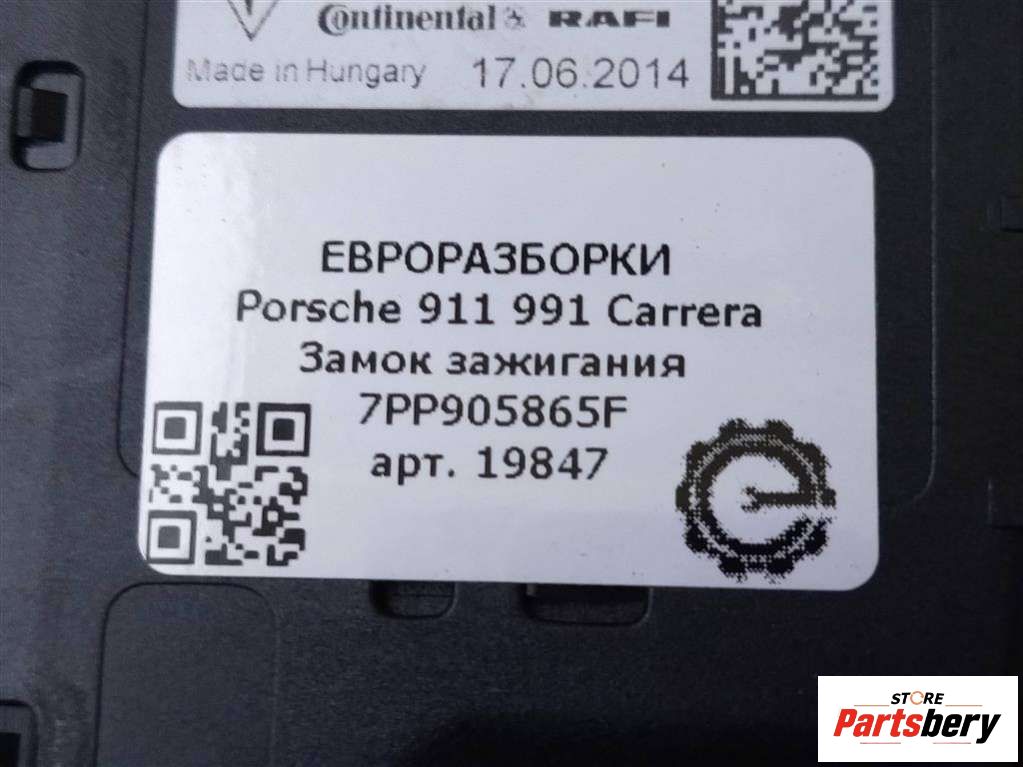 Continental RAFI
Made in Hungary 17.06.2014
ЕВРОРАЗБОРКИ
Porsche 911 991 Carrera
Замок зажигания
7PP905865F
арт. 19847
STORE
Partsbery